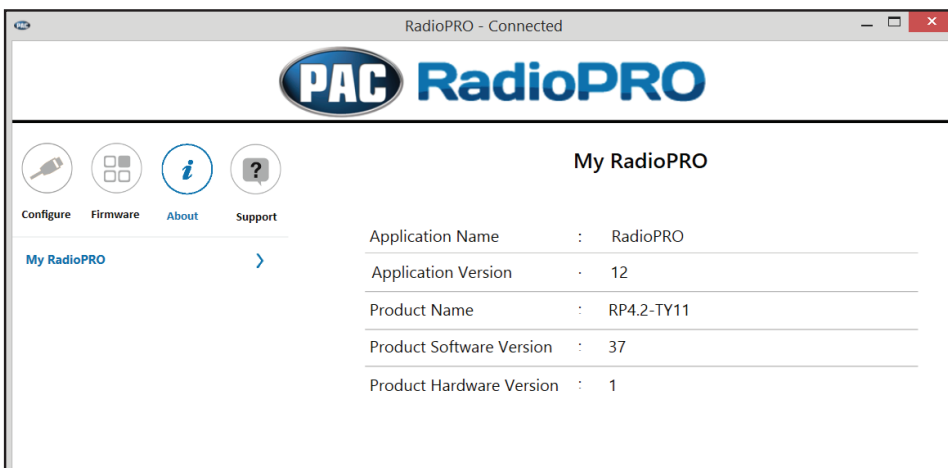 PAC
RadioPRO - Connected
PAC RadioPRO
i
?
Configure Firmware About Support
My RadioPRO
My RadioPRO
Application Name : RadioPRO
Application Version · 12
Product Name : RP4.2-TY11
Product Software Version : 37
Product Hardware Version : 1